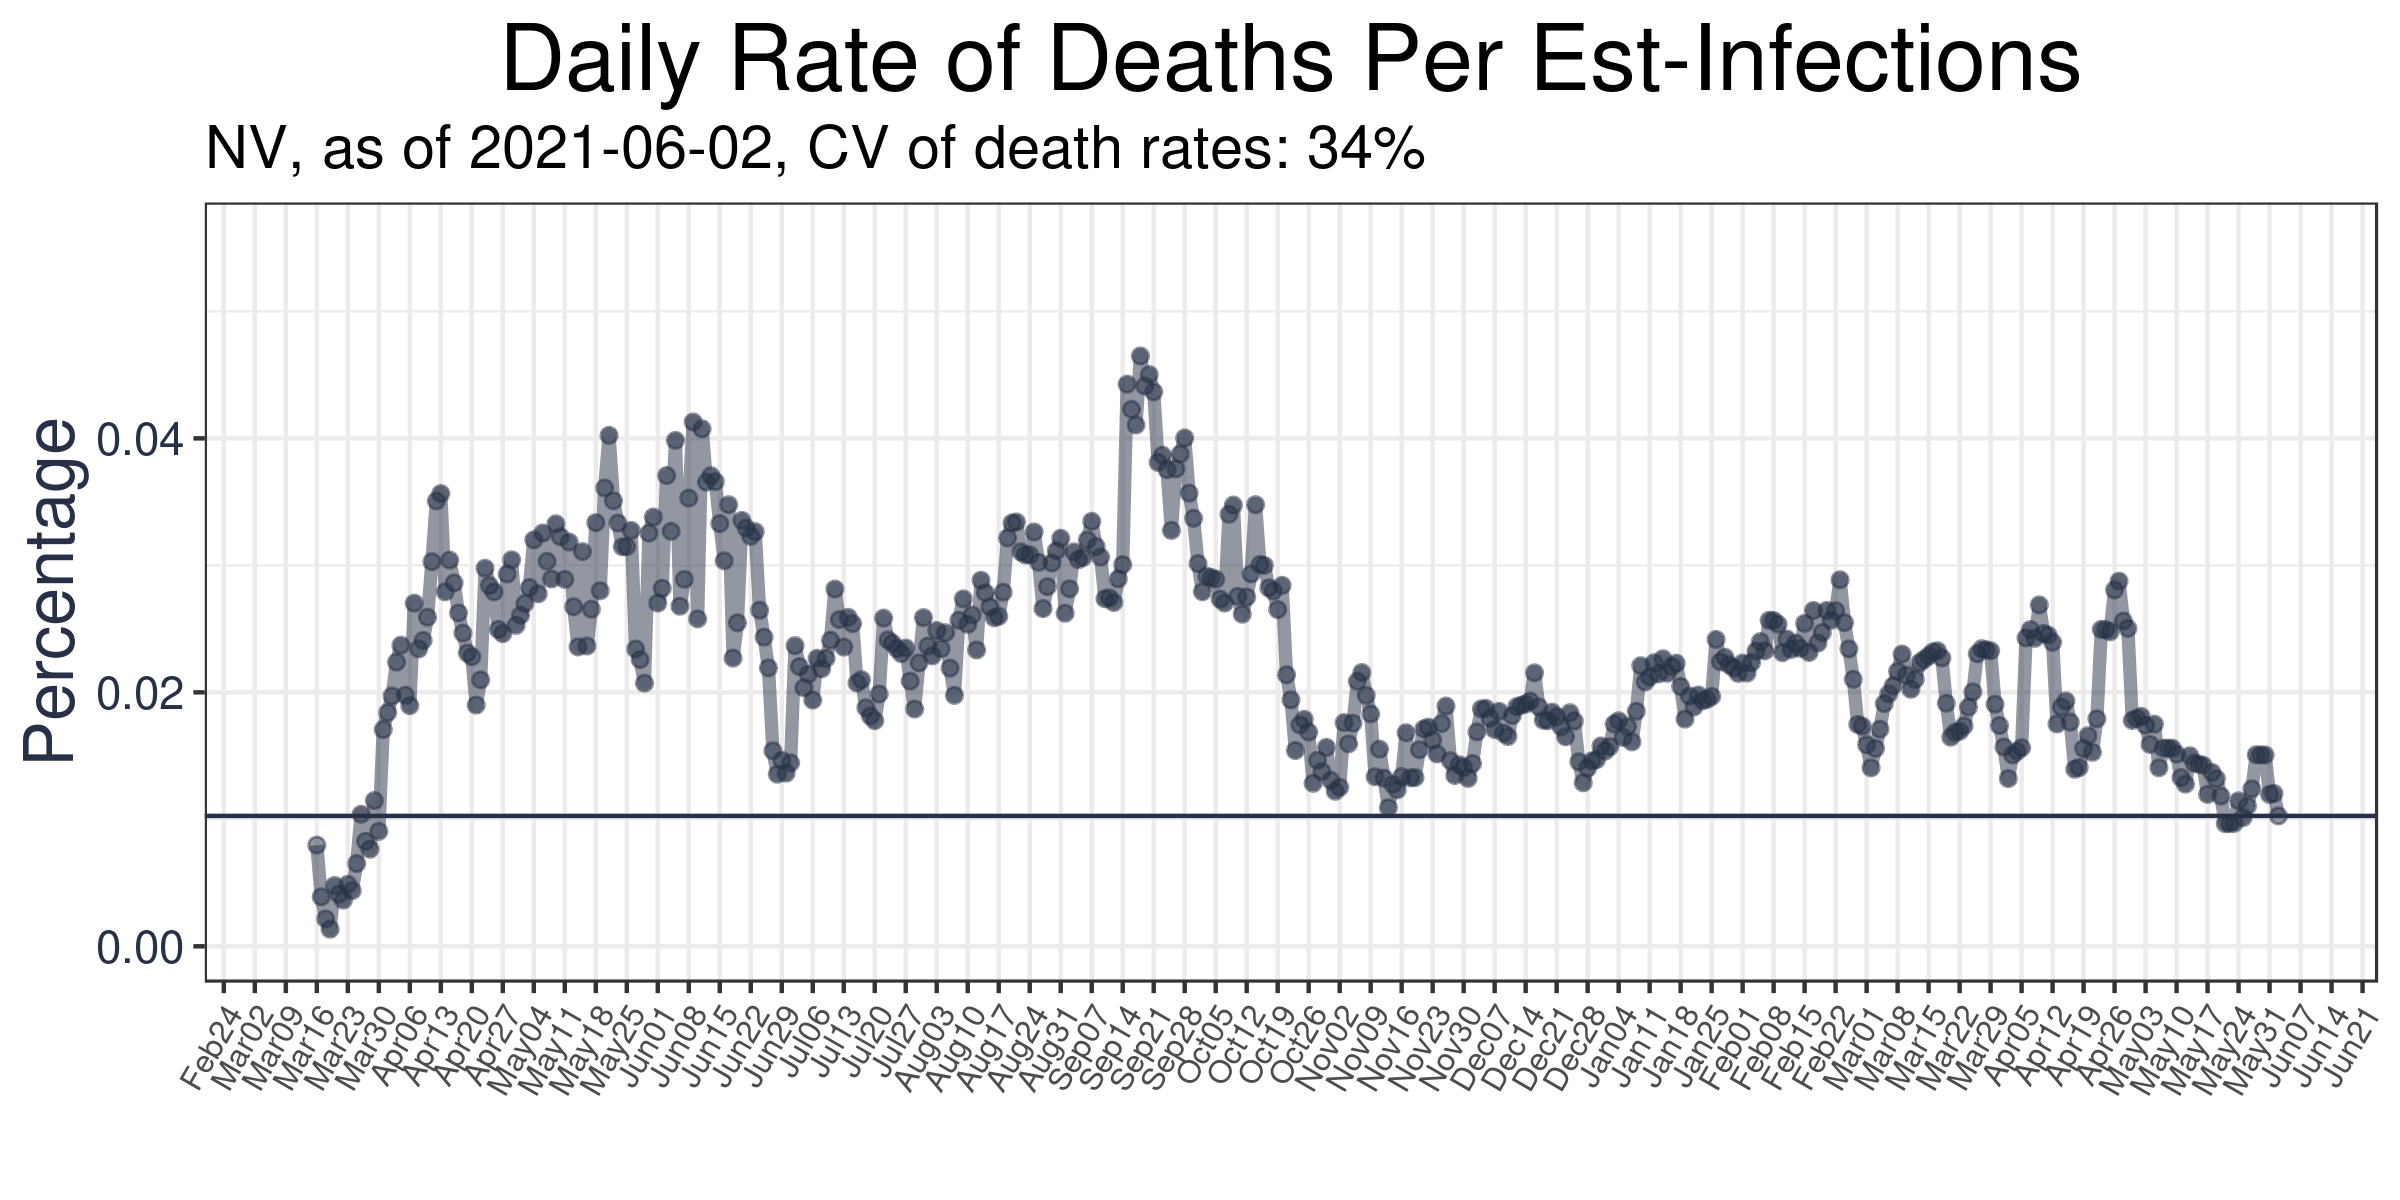 Daily Rate of Deaths Per Est-Infections
NV, as of 2021-06-02, CV of death rates: 34%
Percentage
0.04
0.02
0.00
Feb24
Mar02
Mar09
Mar16
Mar23
Mar30
Apr06
Apr13
Apr20
Apr27
May04
May11
May18
May25
Jun01
Jun08
Jun15
Jun22
Jun29
Jul06
Jul13
Jul20
Jul27
Aug03
Aug10
Aug17
Aug24
Aug31
Sep07
Sep14
Sep21
Sep28
Oct05
Oct12
Oct19
Oct26
Nov02
Nov09
Nov16
Nov23
Nov30
Dec07
Dec14
Dec21
Dec28
Jan04
Jan11
Jan18
Jan25
Feb01
Feb08
Feb15
Feb22
Mar01
Mar08
Mar15
Mar22
Mar29
Apr05
Apr12
Apr19
Apr26
May03
May10
May17
May24
May31
Jun07
Jun14
Jun21